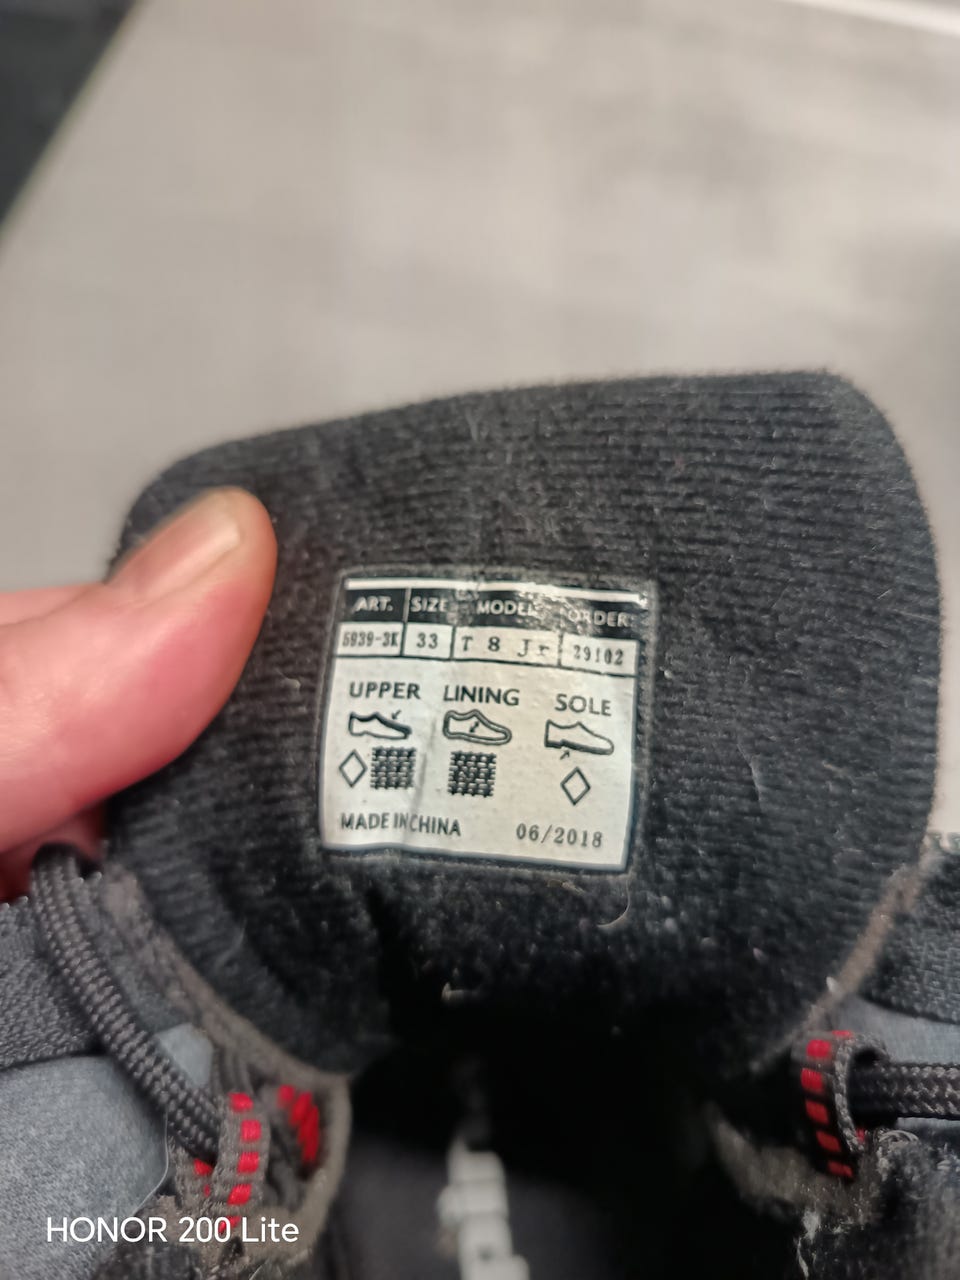 ART. SIZE MODEL ORDER
5939-3K 33 T 8 Jr 29102
UPPER LINING SOLE
MADE IN CHINA 06/2018
HONOR 200 Lite